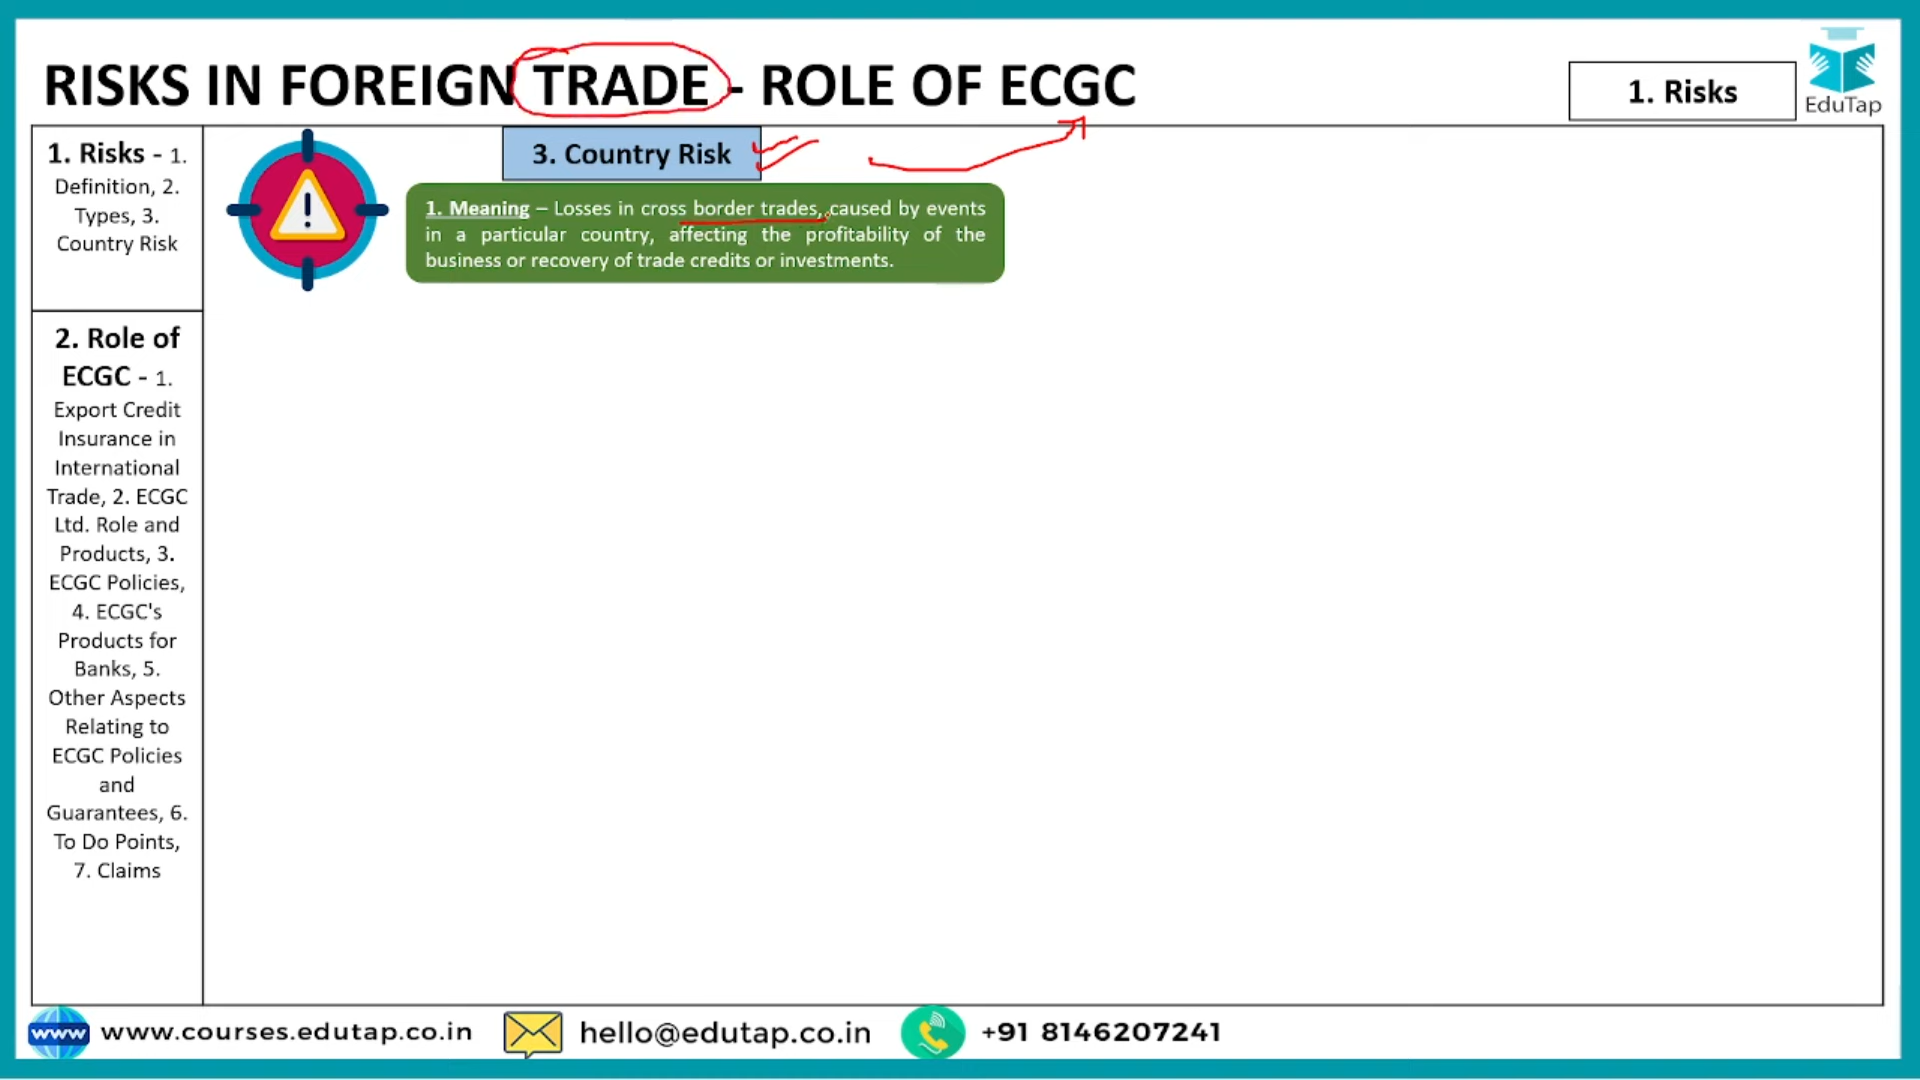 RISKS IN FOREIGN TRADE - ROLE OF ECGC
1. Risks
EduTap
1. Risks - 1.
Definition, 2.
Types, 3.
Country Risk
3. Country Risk
1. Meaning – Losses in cross border trades, caused by events
in a particular country, affecting the profitability of the
business or recovery of trade credits or investments.
2. Role of
ECGC - 1.
Export Credit
Insurance in
International
Trade, 2. ECGC
Ltd. Role and
Products, 3.
ECGC Policies,
4. ECGC's
Products for
Banks, 5.
Other Aspects
Relating to
ECGC Policies
and
Guarantees, 6.
To Do Points,
7. Claims
www www.courses.edutap.co.in hello@edutap.co.in +91 8146207241